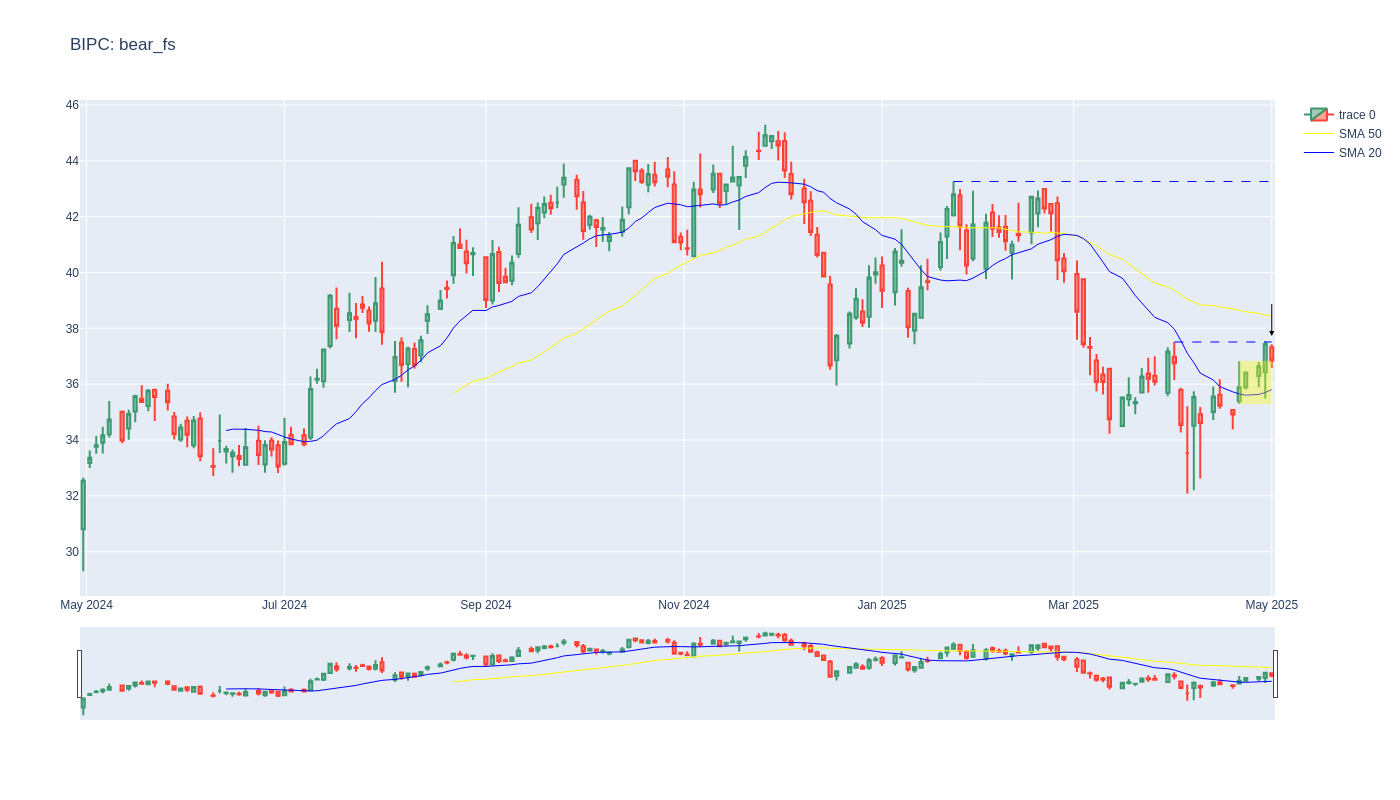 BIPC: bear_fs
46
44
42
40
38
36
34
32
30
May 2024
Jul 2024
Sep 2024
Nov 2024
Jan 2025
Mar 2025
May 2025
trace 0
SMA 50
SMA 20